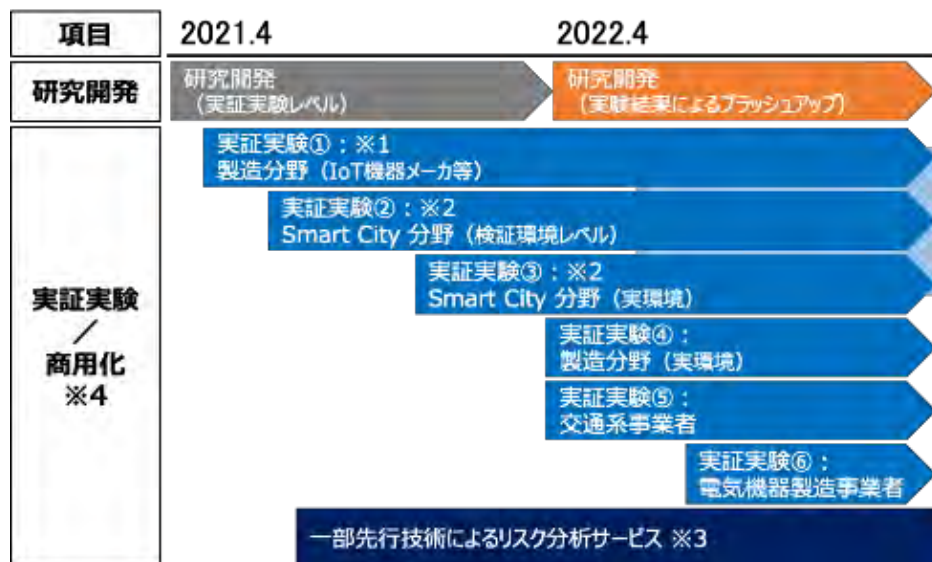 項目
2021.4
2022.4
研究開発
研究開発
(実証実験レベル)
研究開発
(実験結果によるブラッシュアップ)
実証実験
/
商用化
※4
実証実験①：※1
製造分野（IoT機器メーカ等）
実証実験②：※2
Smart City 分野（検証環境レベル）
実証実験③：※2
Smart City 分野（実環境）
実証実験④：
製造分野（実環境）
実証実験⑤：
交通系事業者
実証実験⑥：
電気機器製造事業者
一部先行技術によるリスク分析サービス ※3